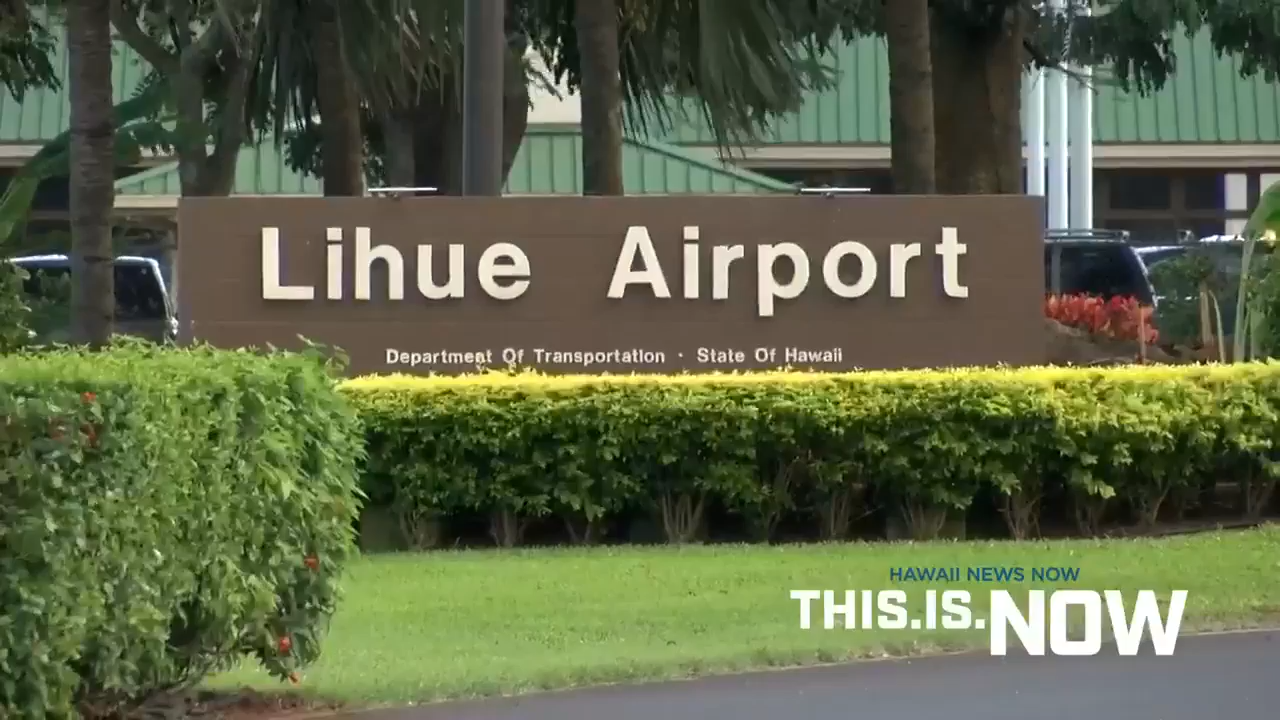 Lihue Airport
Department Of Transportation · State Of Hawaii
HAWAII NEWS NOW
THIS.IS.NOW